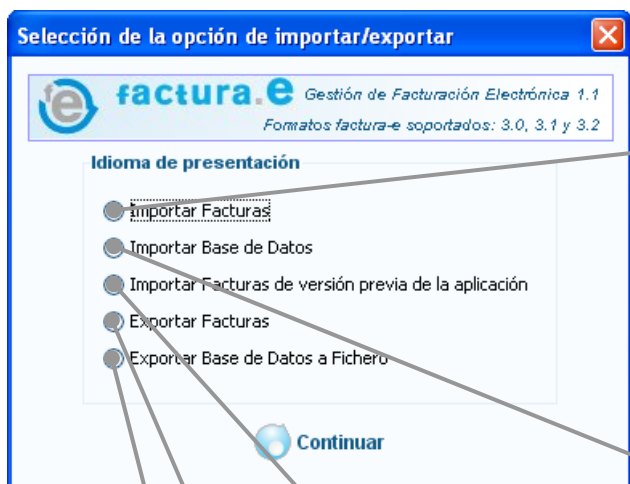 Selección de la opción de importar/exportar
factura.e Gestión de Facturación Electrónica 1.1
Formatos factura-e soportados: 3.0, 3.1 y 3.2
Idioma de presentación
Importar Facturas
Importar Base de Datos
Importar Facturas de versión previa de la aplicación
Exportar Facturas
Exportar Base de Datos a Fichero
Continuar